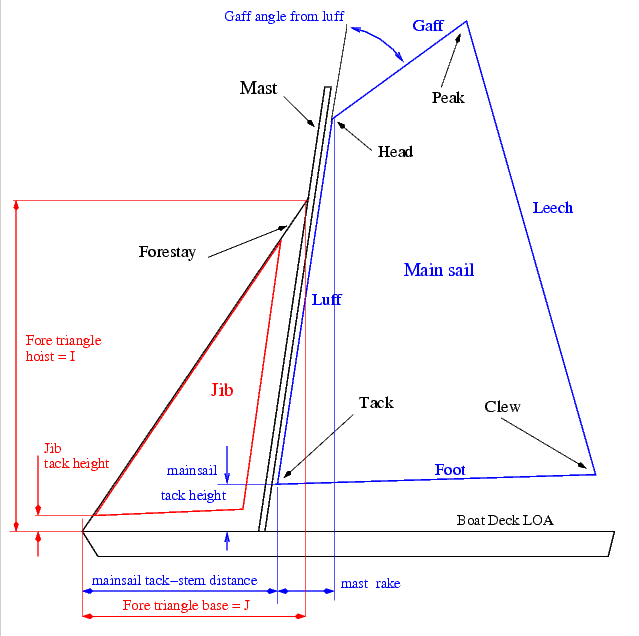 Gaff angle from luff
Gaff
Mast
Peak
Head
Leech
Forestay
Main sail
Luff
Fore triangle
hoist = I
Jib
Tack
Clew
Jib
tack height
mainsail
tack height
Foot
Boat Deck LOA
mainsail tack−stem distance
mast rake
Fore triangle base = J